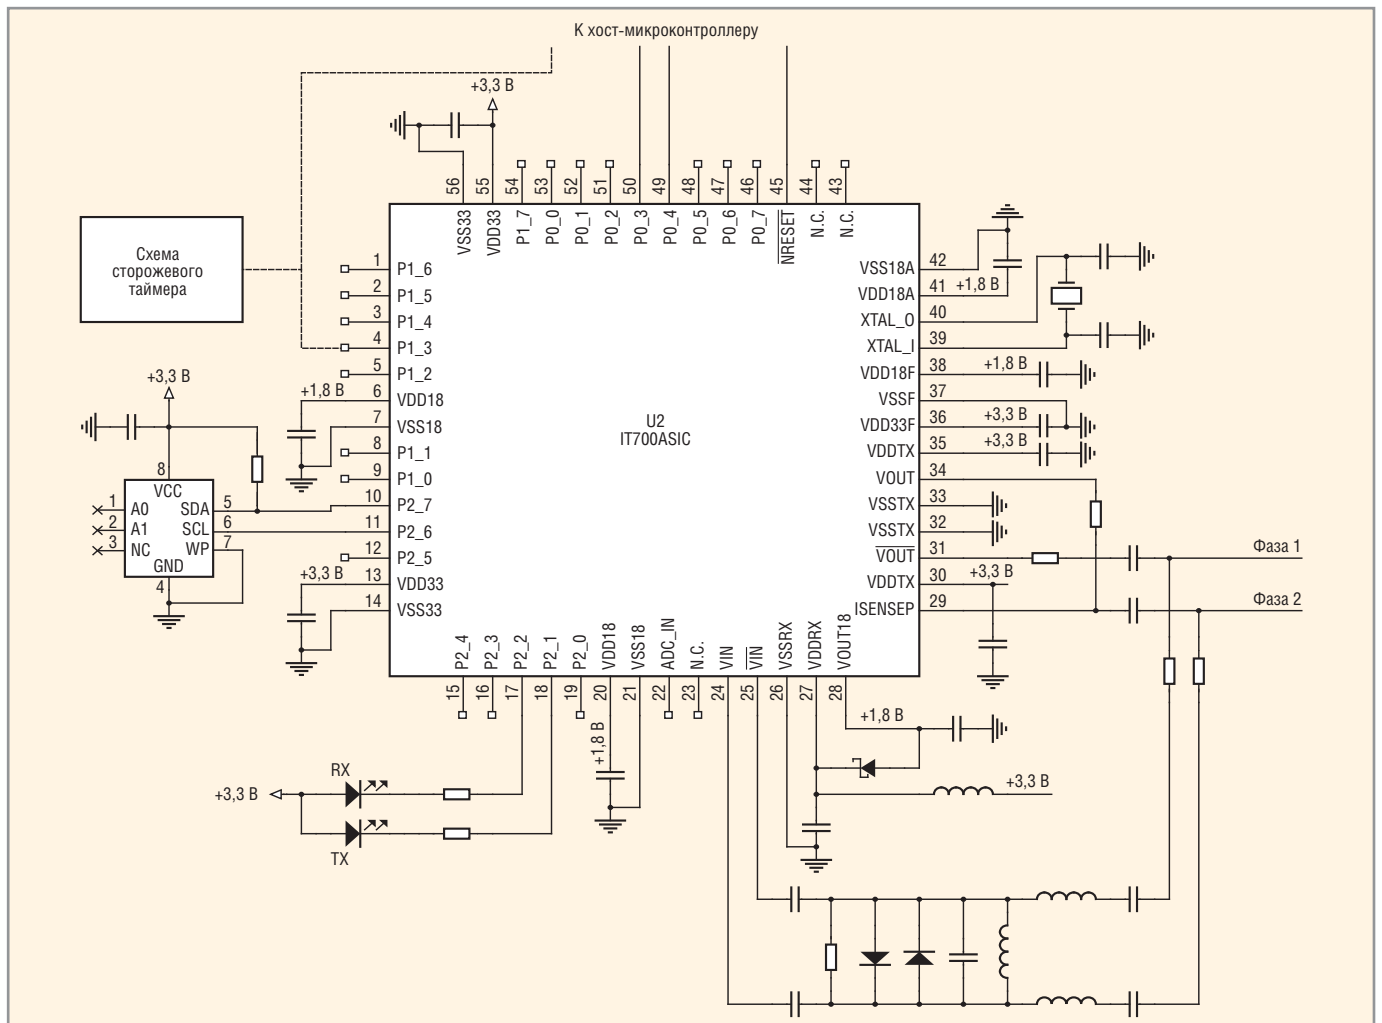 К хост-микроконтроллеру
+3,3 В
56
55
54
53
52
51
50
49
48
47
46
45
44
43
VSS33
VDD33
P1_7
P0_0
P0_1
P0_2
P0_3
P0_4
P0_5
P0_6
P0_7
NRESET
N.C.
N.C.
Схема
сторожевого
таймера
1 P1_6
2 P1_5
3 P1_4
4 P1_3
5 P1_2
+1,8 В
6 VDD18
7 VSS18
8 P1_1
9 P1_0
10 P2_7
11 P2_6
12 P2_5
+3,3 В
13 VDD33
14 VSS33
+3,3 В
8
VCC
1 A0
2 A1
3 NC
SDA 5
SCL 6
WP 7
GND
4
U2
IT700ASIC
VSS18A 42
VDD18A 41
+1,8 В
XTAL_O 40
XTAL_I 39
VDD18F 38
+1,8 В
VSSF 37
VDD33F 36
+3,3 В
VDDTX 35
+3,3 В
VOUT 34
VSSTX 33
VSSTX 32
VOUT 31
Фаза 1
VDDTX 30
+3,3 В
ISENSEP 29
Фаза 2
P2_4
P2_3
P2_2
P2_1
P2_0
VDD18
VSS18
ADC_IN
N.C.
VIN
VIN
VSSRX
VDDRX
VOUT18
15
16
17
18
19
20
21
22
23
24
25
26
27
28
+1,8 В
+1,8 В
RX
+3,3 В
TX
+3,3 В